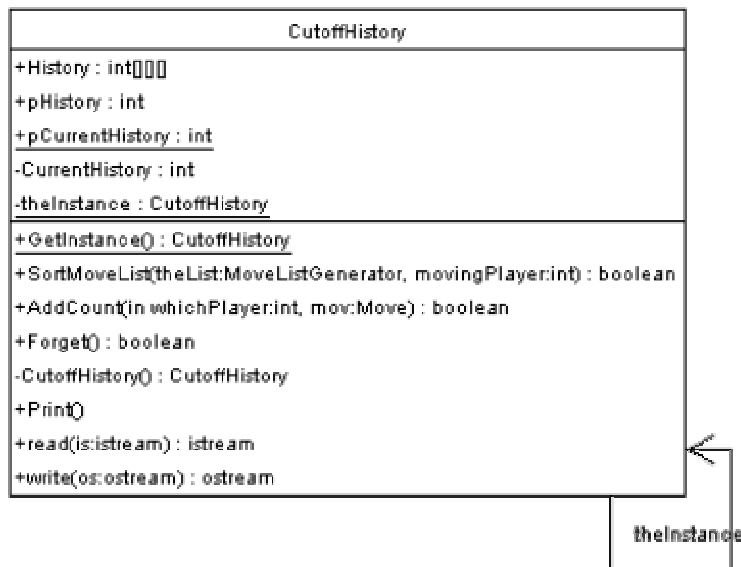 CutoffHistory
+History : int[][][]
+pHistory : int
+pCurrentHistory : int
-CurrentHistory : int
-theInstance : CutoffHistory
+GetInstance() : CutoffHistory
+SortMoveList(theList:MoveListGenerator, movingPlayer:int) : boolean
+AddCount(in whichPlayer:int, mov:Move) : boolean
+Forget() : boolean
-CutoffHistory() : CutoffHistory
+Print()
+read(is:istream) : istream
+write(os:ostream) : ostream
theInstance